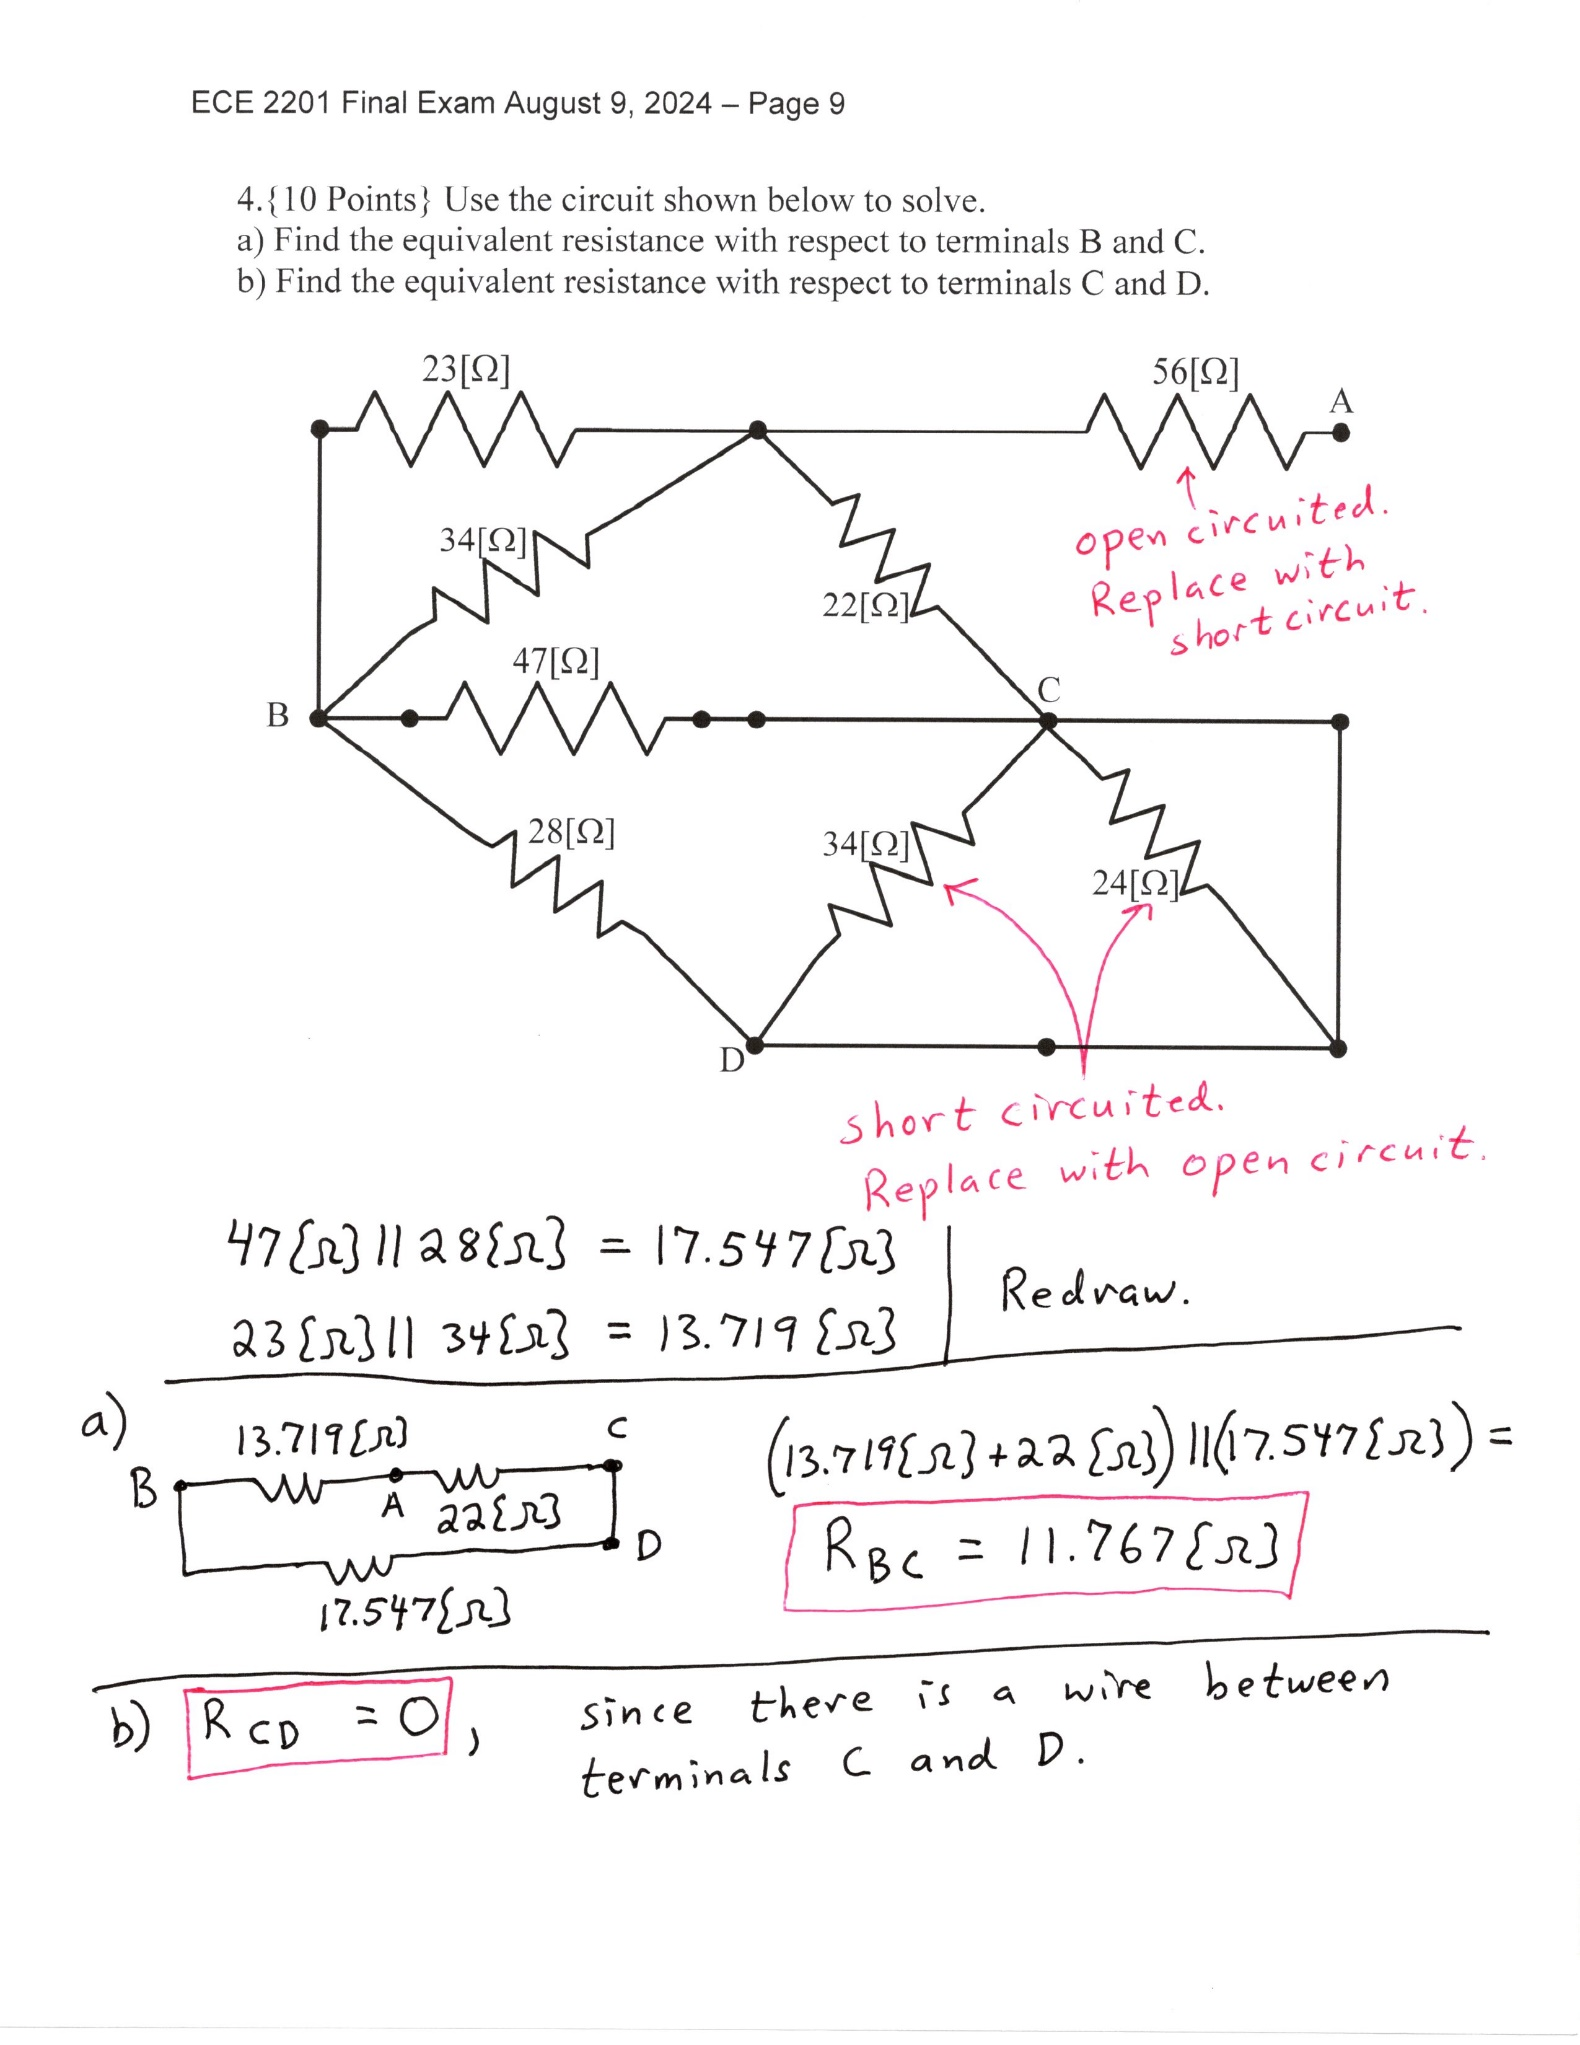 ECE 2201 Final Exam August 9, 2024 – Page 9
4.{10 Points} Use the circuit shown below to solve.
a) Find the equivalent resistance with respect to terminals B and C.
b) Find the equivalent resistance with respect to terminals C and D.
23[Ω]
56[Ω]
A
open circuited.
Replace with
short circuit.
34[Ω]
22[Ω]
47[Ω]
B
C
28[Ω]
34[Ω]
24[Ω]
D
short circuited.
Replace with open circuit.
47{Ω} || 28{Ω} = 17.547{Ω}
23{Ω} || 34{Ω} = 13.719{Ω}
Redraw.
a)
13.719{Ω}
C
B
A
22{Ω}
D
17.547{Ω}
(13.719{Ω}+22{Ω}) ||(17.547{Ω}) =
R_BC = 11.767{Ω}
b) R_CD = 0, since there is a wire between
terminals C and D.